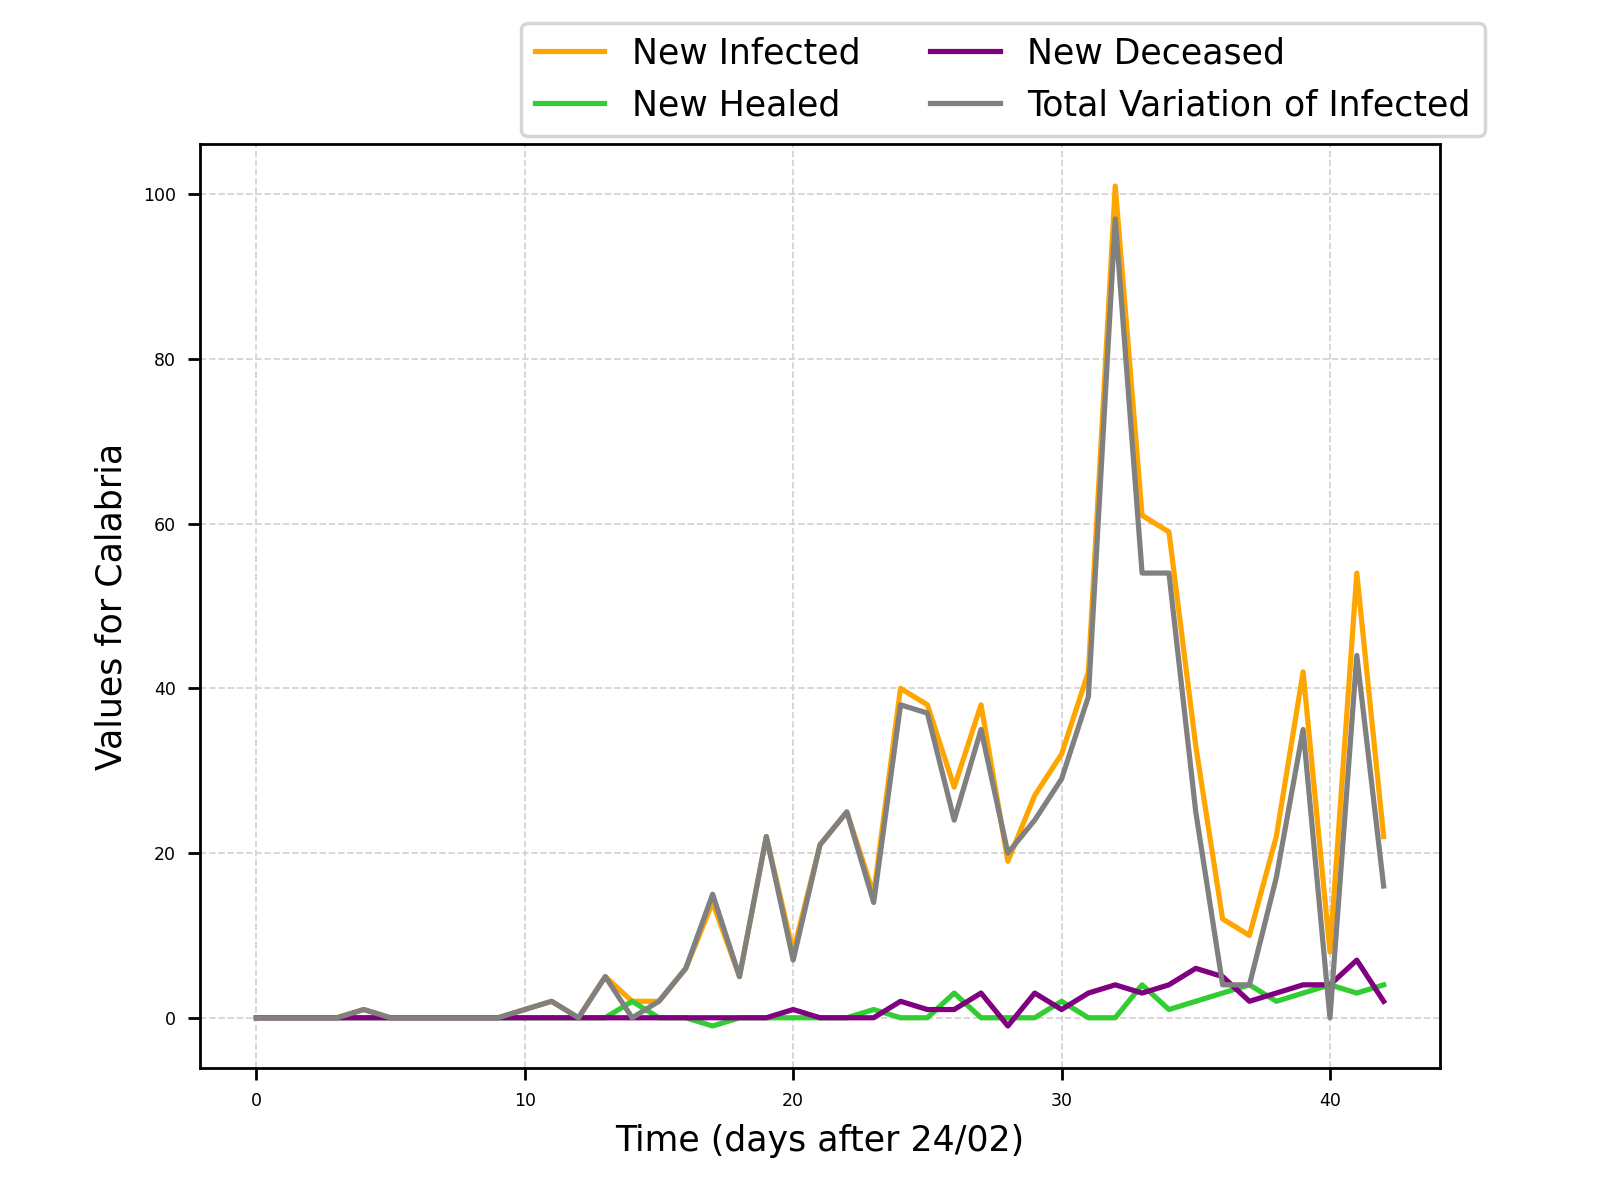 New Infected
New Healed
New Deceased
Total Variation of Infected
100
80
60
40
20
0
Values for Calabria
0 10 20 30 40
Time (days after 24/02)